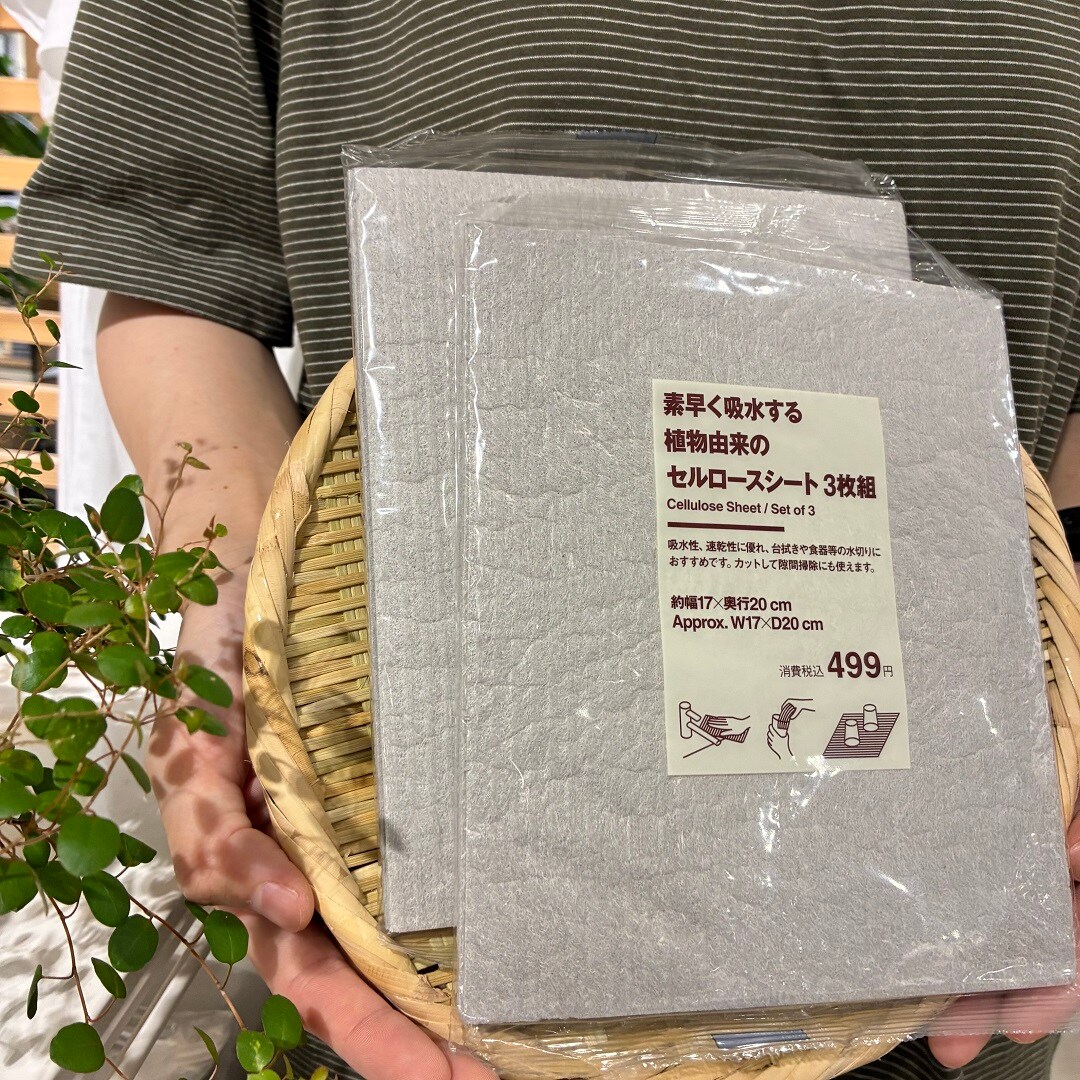 素早く吸水する
植物由来の
セルロースシート 3枚組
Cellulose Sheet / Set of 3
吸水性、速乾性に優れ、台拭きや食器等の水切りに
おすすめです。カットして隙間掃除にも使えます。
約幅17×奥行20 cm
Approx. W17×D20 cm
消費税込 499円